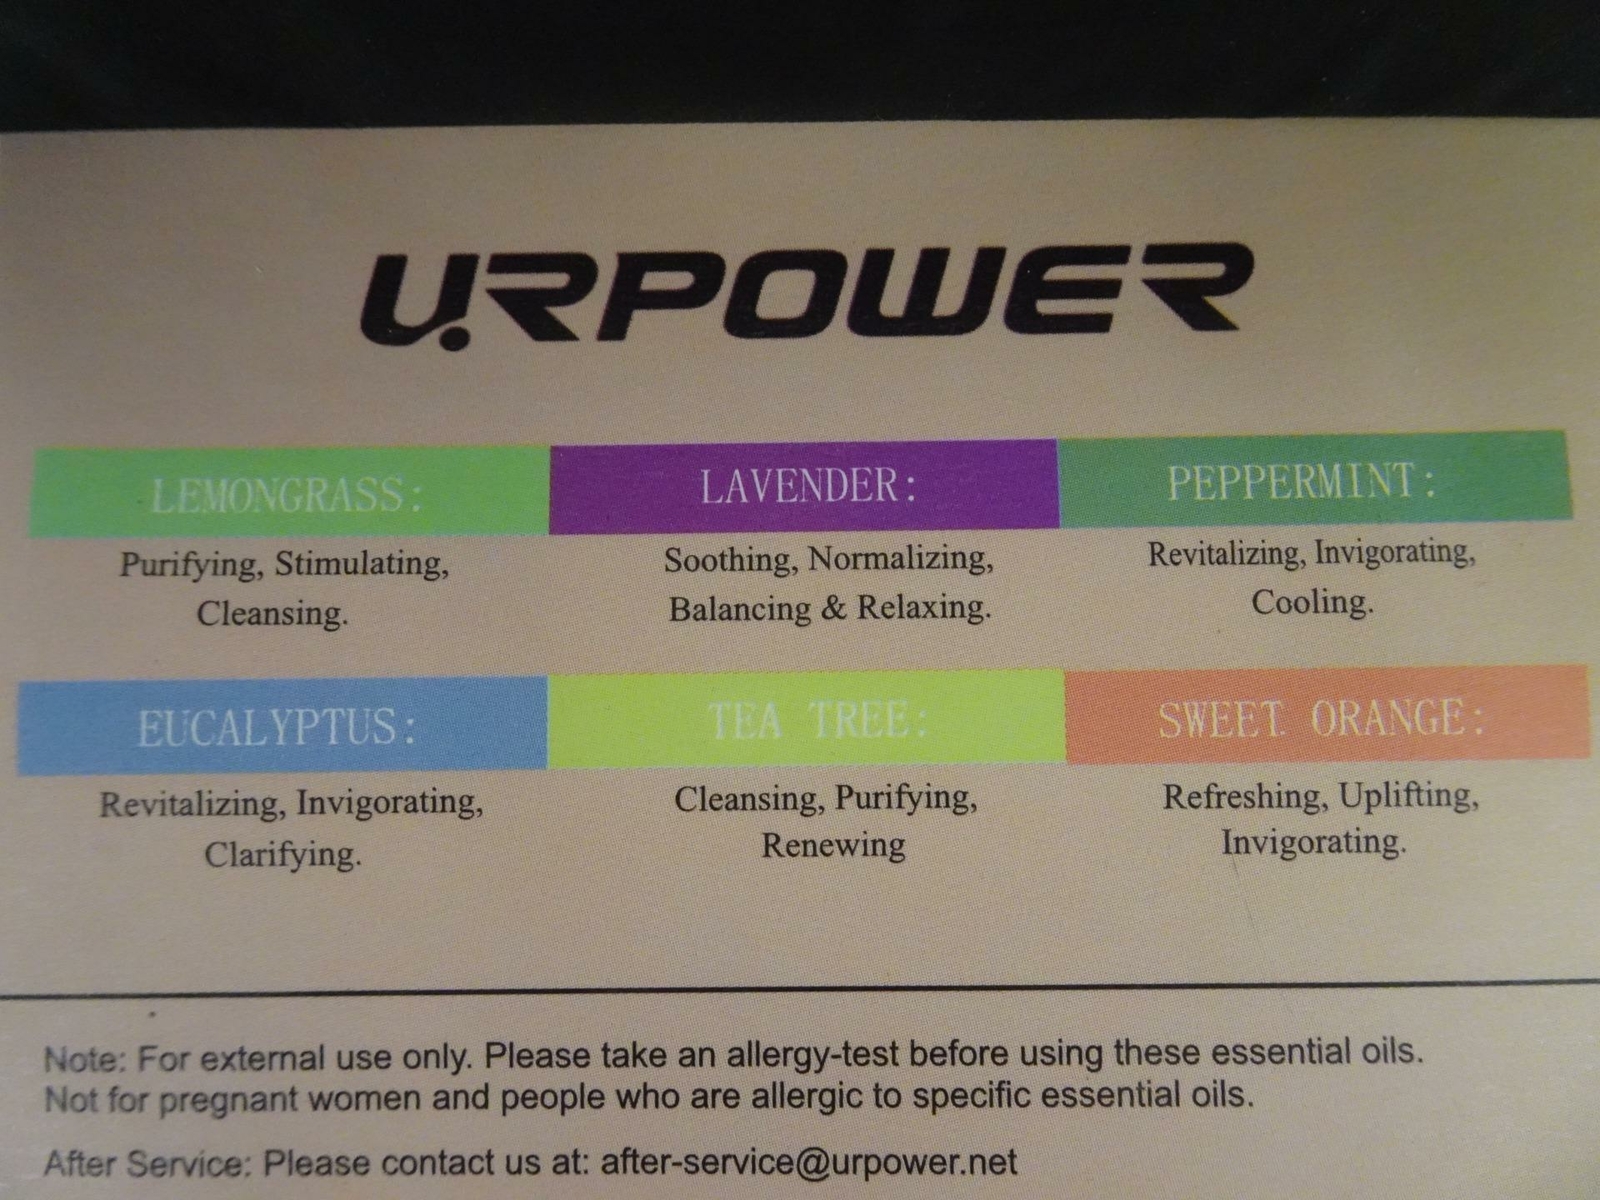 URPOWER
LEMONGRASS:
Purifying, Stimulating,
Cleansing.
LAVENDER:
Soothing, Normalizing,
Balancing & Relaxing.
PEPPERMINT:
Revitalizing, Invigorating,
Cooling.
EUCALYPTUS:
Revitalizing, Invigorating,
Clarifying.
TEA TREE:
Cleansing, Purifying,
Renewing
SWEET ORANGE:
Refreshing, Uplifting,
Invigorating.
Note: For external use only. Please take an allergy-test before using these essential oils.
Not for pregnant women and people who are allergic to specific essential oils.
After Service: Please contact us at: after-service@urpower.net